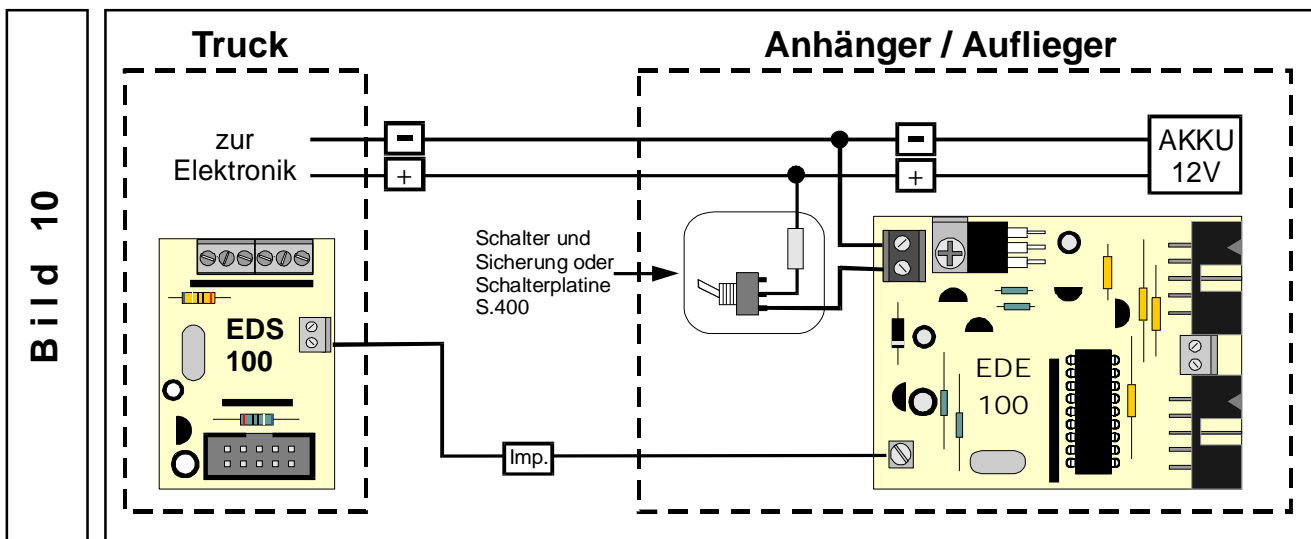 Bild 10
Truck
Anhänger / Auflieger
zur
Elektronik
-
+
-
+
AKKU
12V
Schalter und
Sicherung oder
Schalterplatine
S.400
EDS
100
EDE
100
Imp.